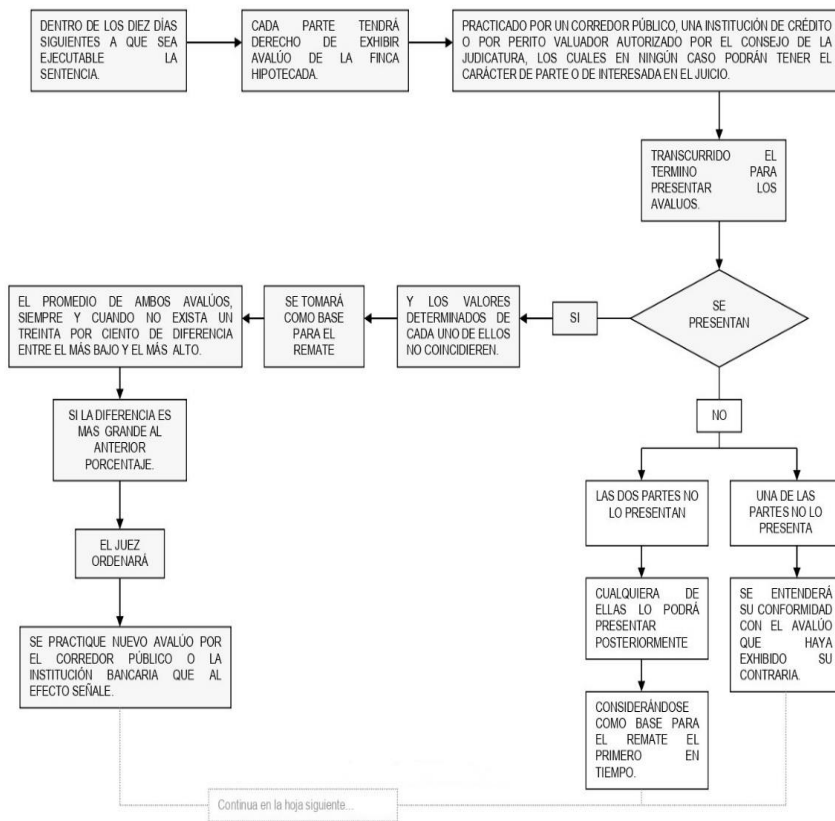 DENTRO DE LOS DIEZ DÍAS
SIGUIENTES A QUE SEA
EJECUTABLE LA
SENTENCIA.
CADA PARTE TENDRÁ
DERECHO DE EXHIBIR
AVALÚO DE LA FINCA
HIPOTECADA.
PRACTICADO POR UN CORREDOR PÚBLICO, UNA INSTITUCIÓN DE CRÉDITO
O POR PERITO VALUADOR AUTORIZADO POR EL CONSEJO DE LA
JUDICATURA, LOS CUALES EN NINGÚN CASO PODRÁN TENER EL
CARÁCTER DE PARTE O DE INTERESADA EN EL JUICIO.
TRANSCURRIDO EL
TERMINO PARA
PRESENTAR LOS
AVALUOS.
SE
PRESENTAN
SI
Y LOS VALORES
DETERMINADOS DE
CADA UNO DE ELLOS
NO COINCIDIEREN.
SE TOMARÁ
COMO BASE
PARA EL
REMATE
EL PROMEDIO DE AMBOS AVALÚOS,
SIEMPRE Y CUANDO NO EXISTA UN
TREINTA POR CIENTO DE DIFERENCIA
ENTRE EL MÁS BAJO Y EL MÁS ALTO.
SI LA DIFERENCIA ES
MAS GRANDE AL
ANTERIOR
PORCENTAJE.
EL JUEZ
ORDENARÁ
SE PRACTIQUE NUEVO AVALÚO POR
EL CORREDOR PÚBLICO O LA
INSTITUCIÓN BANCARIA QUE AL
EFECTO SEÑALE.
NO
LAS DOS PARTES NO
LO PRESENTAN
CUALQUIERA DE
ELLAS LO PODRÁ
PRESENTAR
POSTERIORMENTE
CONSIDERÁNDOSE
COMO BASE PARA
EL REMATE EL
PRIMERO EN
TIEMPO.
UNA DE LAS
PARTES NO LO
PRESENTA
SE ENTENDERÁ
SU CONFORMIDAD
CON EL AVALÚO
QUE HAYA
EXHIBIDO SU
CONTRARIA.
Continua en la hoja siguiente...